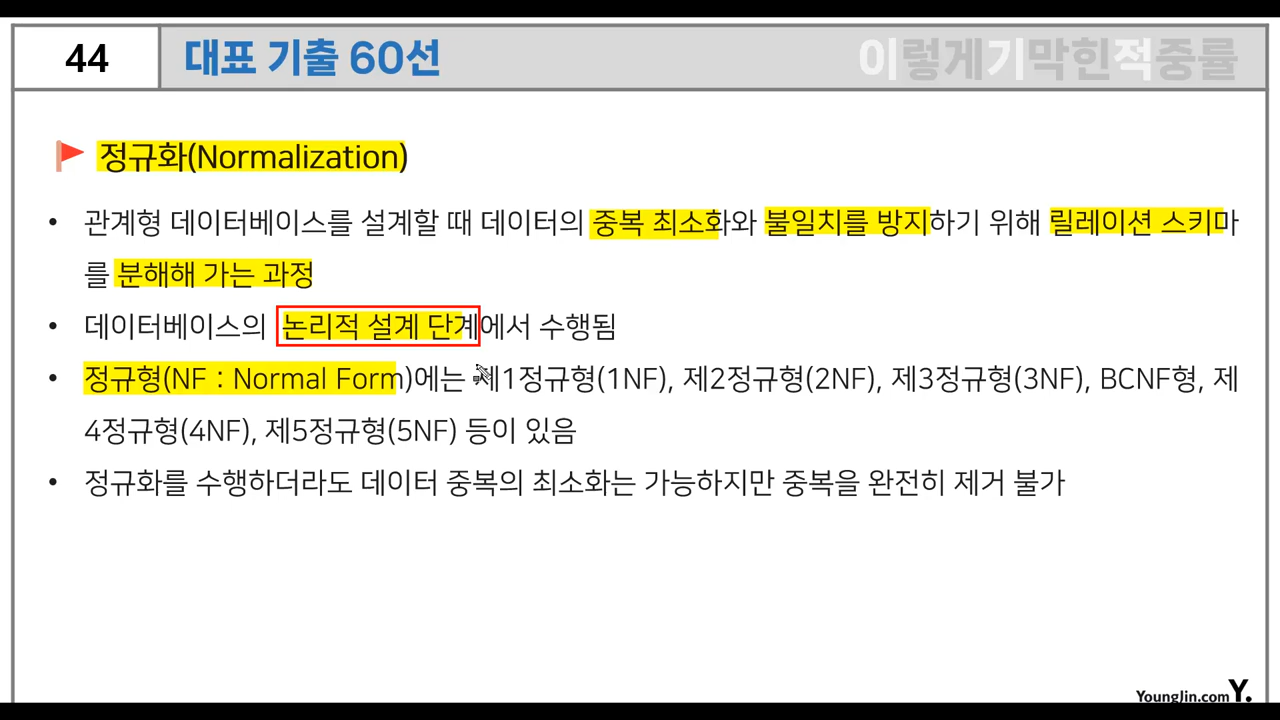 44
대표 기출 60선
이렇게기막힌적중률
정규화(Normalization)
• 관계형 데이터베이스를 설계할 때 데이터의 중복 최소화와 불일치를 방지하기 위해 릴레이션 스키마
를 분해해 가는 과정
• 데이터베이스의 논리적 설계 단계에서 수행됨
• 정규형(NF : Normal Form)에는 제1정규형(1NF), 제2정규형(2NF), 제3정규형(3NF), BCNF형, 제
4정규형(4NF), 제5정규형(5NF) 등이 있음
• 정규화를 수행하더라도 데이터 중복의 최소화는 가능하지만 중복을 완전히 제거 불가
YoungJin.com Y.